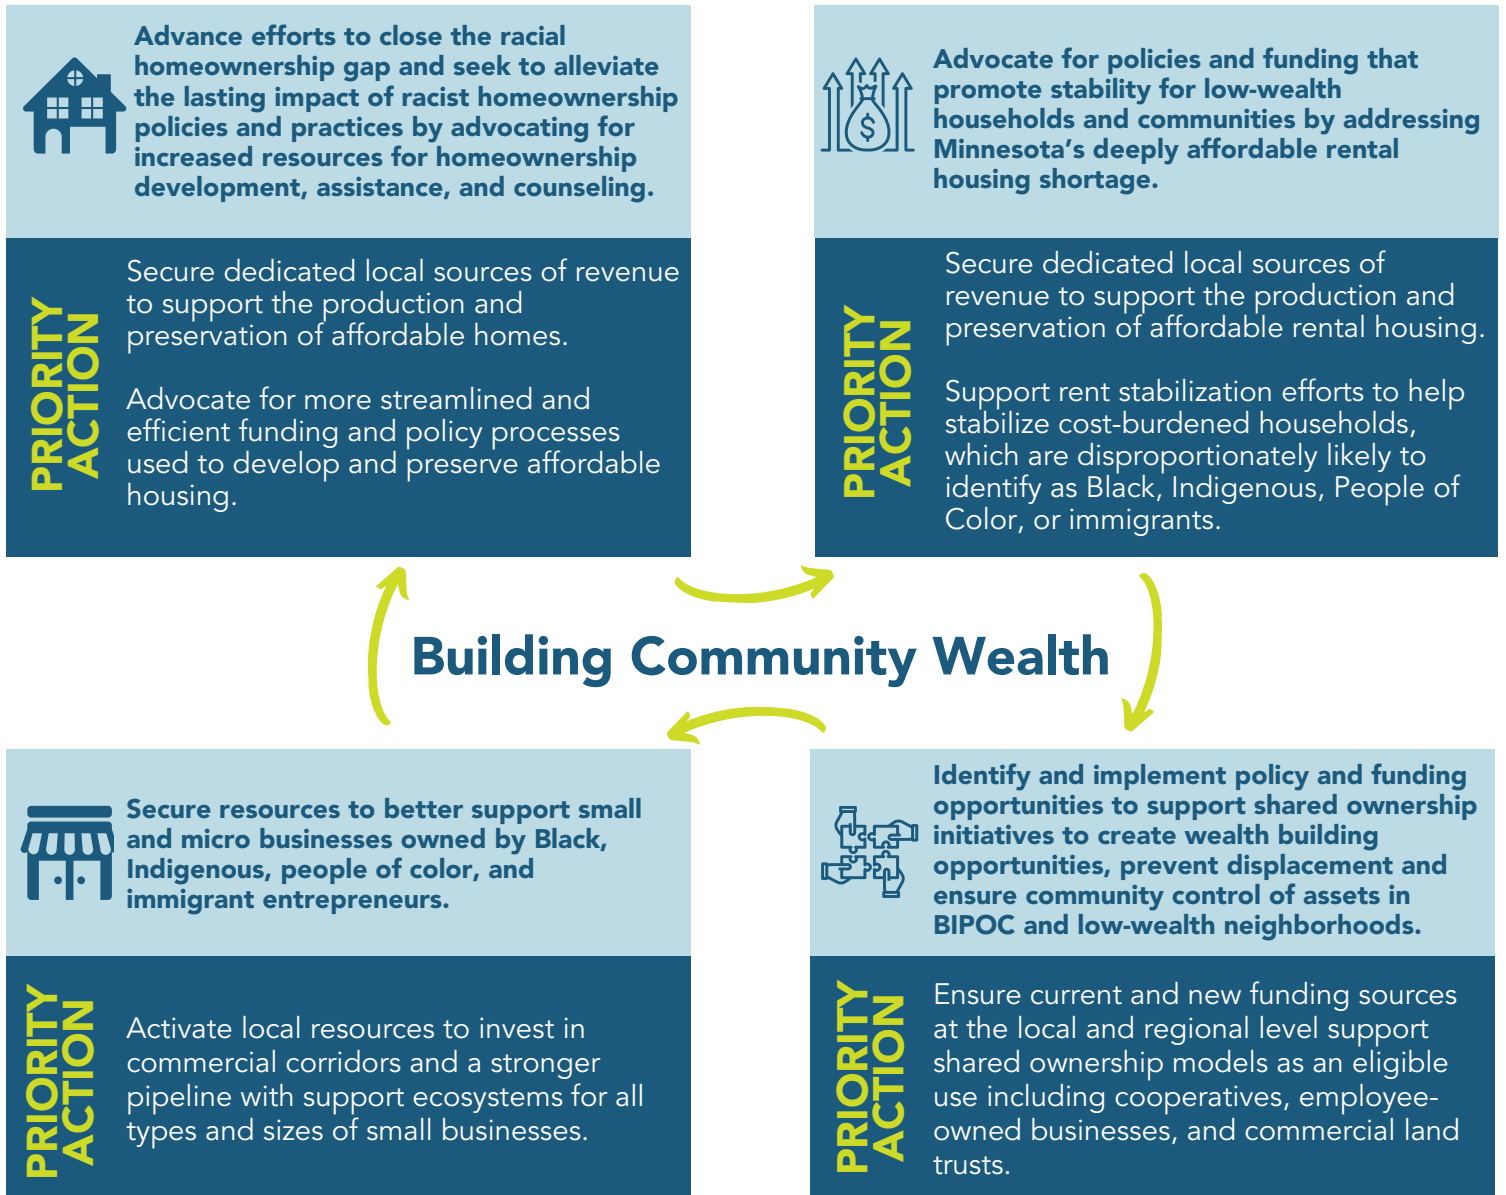 Advance efforts to close the racial
homeownership gap and seek to alleviate
the lasting impact of racist homeownership
policies and practices by advocating for
increased resources for homeownership
development, assistance, and counseling.
PRIORITY
ACTION
Secure dedicated local sources of revenue
to support the production and
preservation of affordable homes.
Advocate for more streamlined and
efficient funding and policy processes
used to develop and preserve affordable
housing.
$
Advocate for policies and funding that
promote stability for low-wealth
households and communities by addressing
Minnesota's deeply affordable rental
housing shortage.
PRIORITY
ACTION
Secure dedicated local sources of
revenue to support the production and
preservation of affordable rental housing.
Support rent stabilization efforts to help
stabilize cost-burdened households,
which are disproportionately likely to
identify as Black, Indigenous, People of
Color, or immigrants.
Building Community Wealth
Secure resources to better support small
and micro businesses owned by Black,
Indigenous, people of color, and
immigrant entrepreneurs.
PRIORITY
ACTION
Activate local resources to invest in
commercial corridors and a stronger
pipeline with support ecosystems for all
types and sizes of small businesses.
Identify and implement policy and funding
opportunities to support shared ownership
initiatives to create wealth building
opportunities, prevent displacement and
ensure community control of assets in
BIPOC and low-wealth neighborhoods.
PRIORITY
ACTION
Ensure current and new funding sources
at the local and regional level support
shared ownership models as an eligible
use including cooperatives, employee-
owned businesses, and commercial land
trusts.